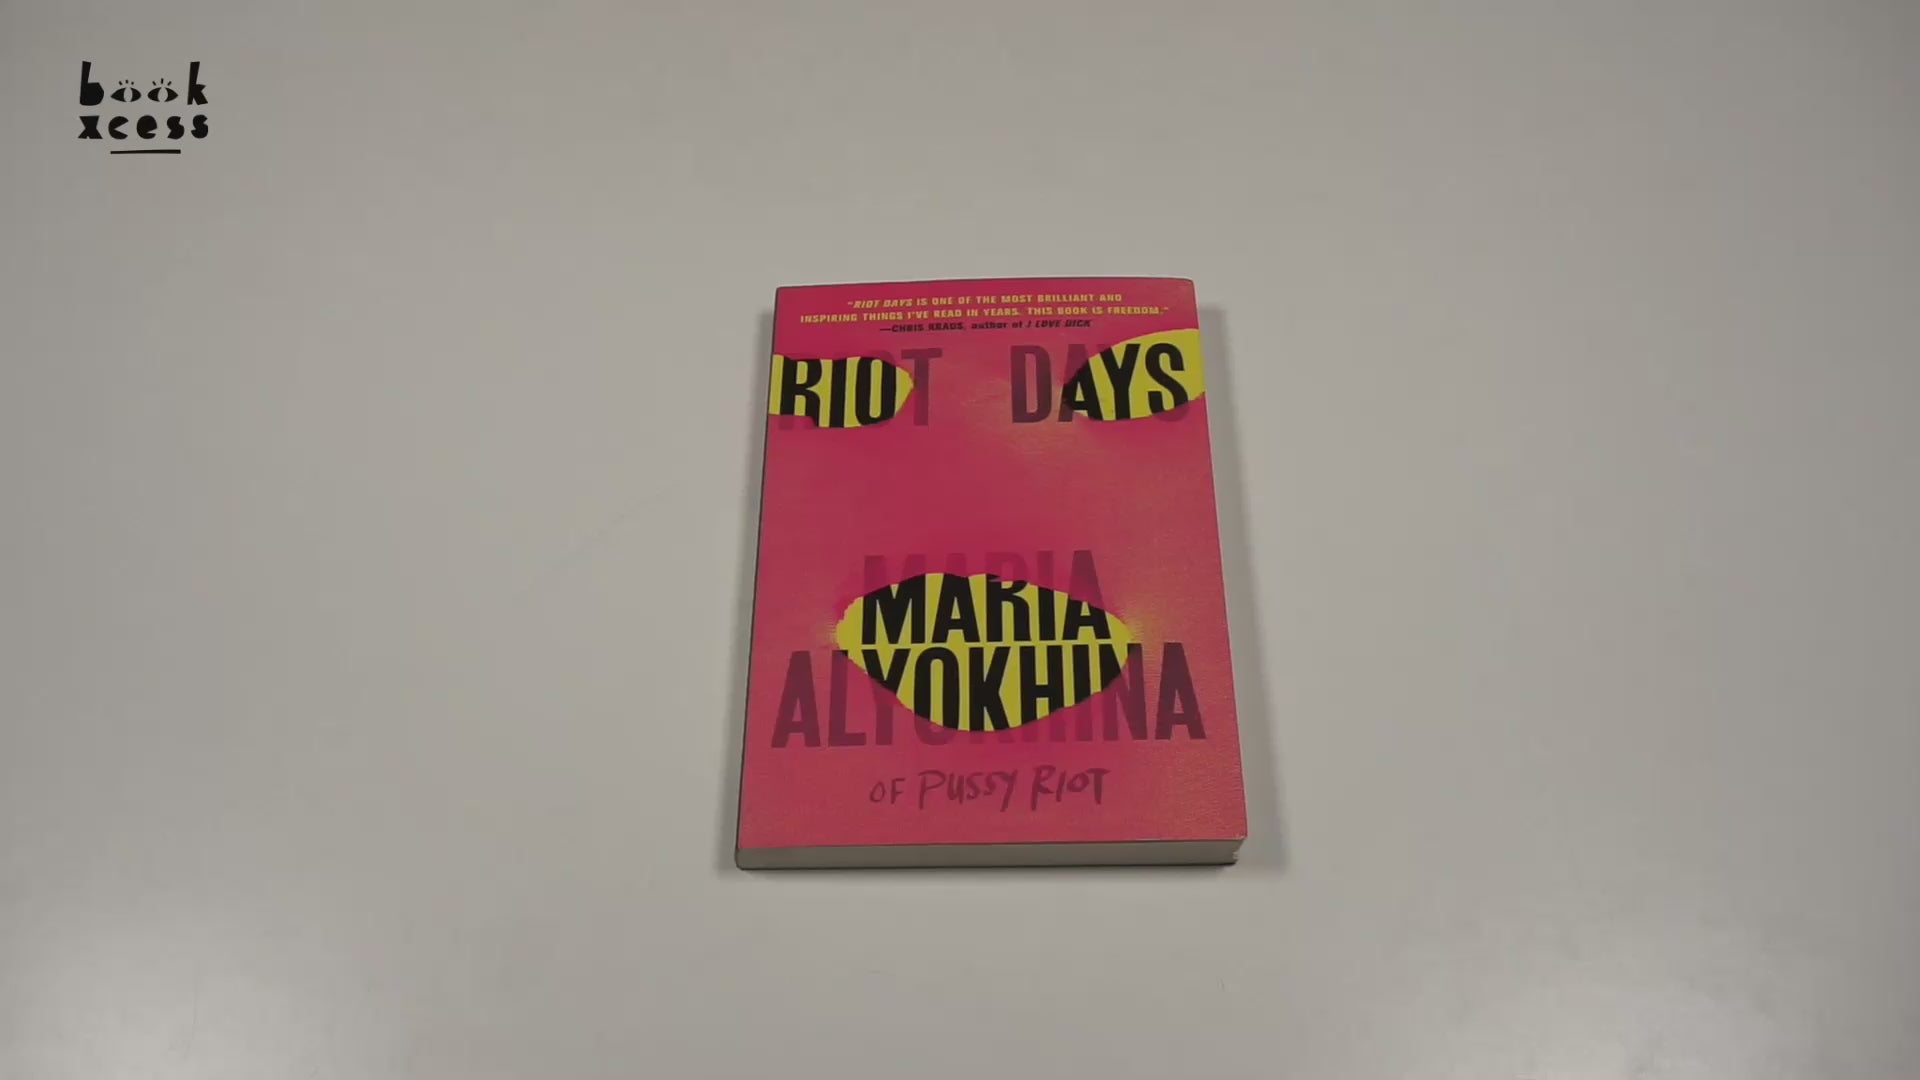 book
xcess
"RIOT DAYS IS ONE OF THE MOST BRILLIANT AND
INSPIRING THINGS I'VE READ IN YEARS. THIS BOOK IS FREEDOM."
—CHRIS KRAUS, author of I LOVE DICK
RIOT DAYS
MARIA
ALYOKHINA
OF PUSSY RIOT